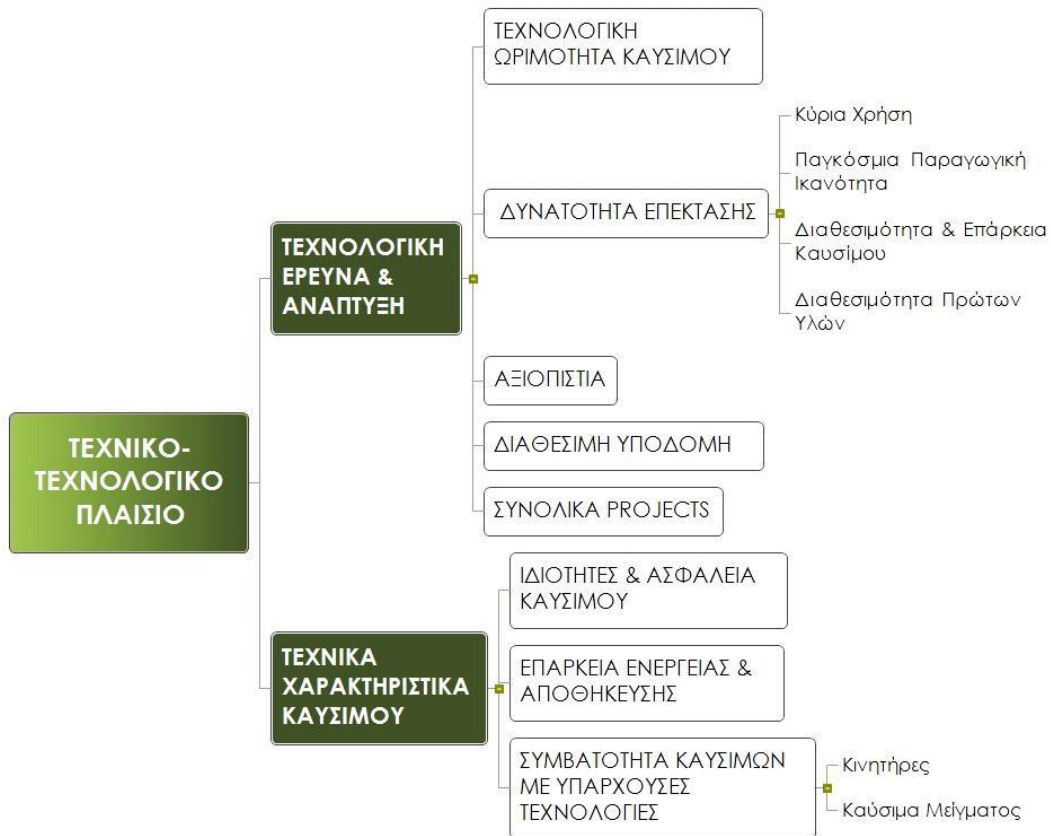 ΤΕΧΝΟΛΟΓΙΚΗ
ΩΡΙΜΟΤΗΤΑ ΚΑΥΣΙΜΟΥ
Κύρια Χρήση
Παγκόσμια Παραγωγική
Ικανότητα
ΔΥΝΑΤΟΤΗΤΑ ΕΠΕΚΤΑΣΗΣ
Διαθεσιμότητα & Επάρκεια
Καυσίμου
Διαθεσιμότητα Πρώτων
Υλών
ΤΕΧΝΟΛΟΓΙΚΗ
ΕΡΕΥΝΑ &
ΑΝΑΠΤΥΞΗ
ΑΞΙΟΠΙΣΤΙΑ
ΔΙΑΘΕΣΙΜΗ ΥΠΟΔΟΜΗ
ΣΥΝΟΛΙΚΑ PROJECTS
ΤΕΧΝΙΚΟ-
ΤΕΧΝΟΛΟΓΙΚΟ
ΠΛΑΙΣΙΟ
ΙΔΙΟΤΗΤΕΣ & ΑΣΦΑΛΕΙΑ
ΚΑΥΣΙΜΟΥ
ΤΕΧΝΙΚΑ
ΧΑΡΑΚΤΗΡΙΣΤΙΚΑ
ΚΑΥΣΙΜΟΥ
ΕΠΑΡΚΕΙΑ ΕΝΕΡΓΕΙΑΣ &
ΑΠΟΘΗΚΕΥΣΗΣ
ΣΥΜΒΑΤΟΤΗΤΑ ΚΑΥΣΙΜΩΝ
ΜΕ ΥΠΑΡΧΟΥΣΕΣ
ΤΕΧΝΟΛΟΓΙΕΣ
Κινητήρες
Καύσιμα Μείγματος